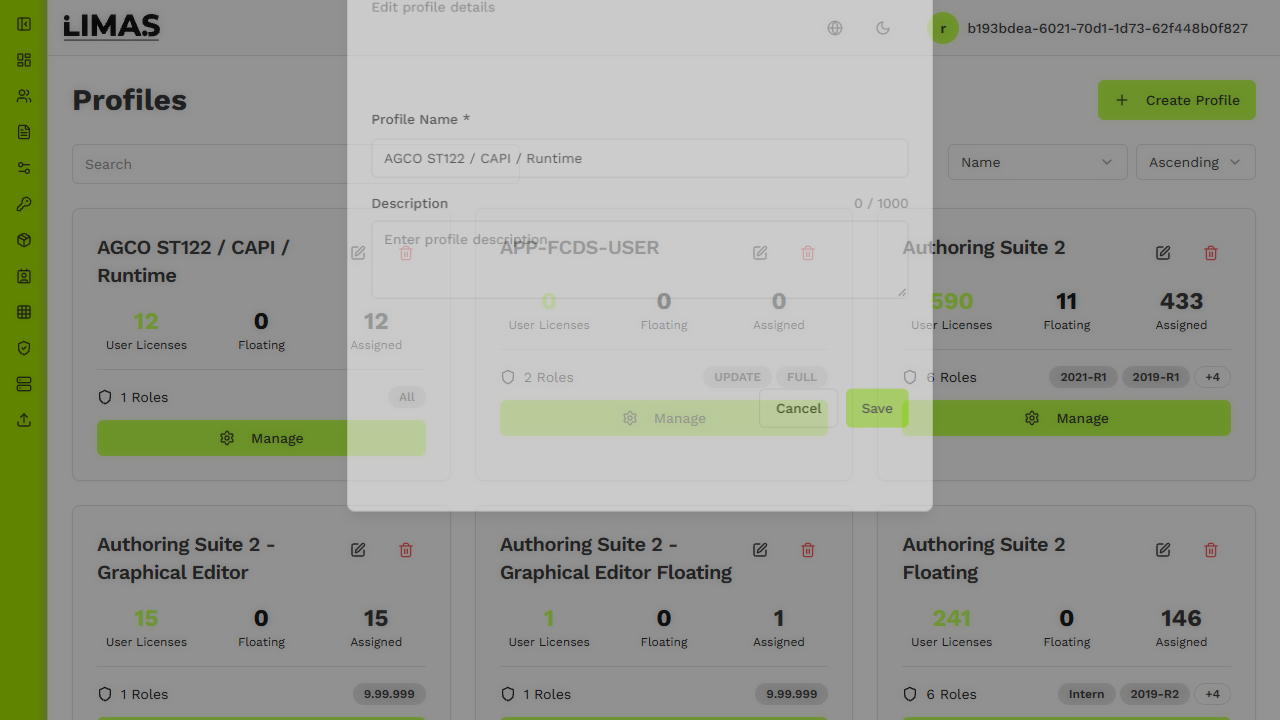 LIMAS
r
b193bdea-6021-70d1-1d73-62f448b0f827
Edit profile details
Profiles
Create Profile
Search
Name
Ascending
Profile Name *
AGCO ST122 / CAPI / Runtime
Description
0 / 1000
Enter profile description
Cancel
Save
AGCO ST122 / CAPI /
Runtime
12
0
12
User Licenses
Floating
Assigned
1 Roles
All
Manage
APP-FCDS-USER
0
0
0
User Licenses
Floating
Assigned
2 Roles
UPDATE
FULL
Manage
Authoring Suite 2
590
11
433
User Licenses
Floating
Assigned
6 Roles
2021-R1
2019-R1
+4
Manage
Authoring Suite 2 -
Graphical Editor
15
0
15
User Licenses
Floating
Assigned
1 Roles
9.99.999
Authoring Suite 2 -
Graphical Editor Floating
1
0
1
User Licenses
Floating
Assigned
1 Roles
9.99.999
Authoring Suite 2
Floating
241
0
146
User Licenses
Floating
Assigned
6 Roles
Intern
2019-R2
+4